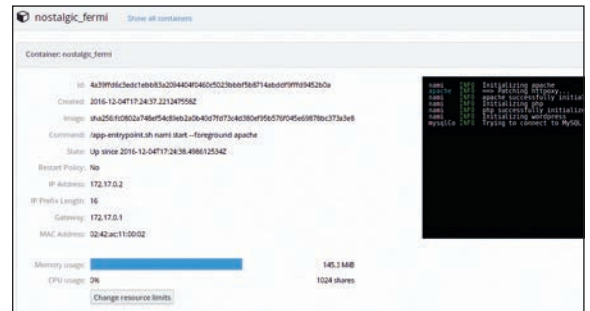 nostalgic_fermi Show all containers
Container: nostalgic_fermi
Id: 4a39ffd6c3edc1ebb83a2094404f0460c5023bbbf5b8714abddf9fffd9452b0a
Created: 2016-12-04T17:24:37.221247558Z
Image: sha256:fc0802a748ef54c89eb2a0b40d7fd73c4d380ef95b576f045e69878bc373a3e8
Command: /app-entrypoint.sh nami start --foreground apache
State: Up since 2016-12-04T17:24:38.498612534Z
Restart Policy: No
IP Address: 172.17.0.2
IP Prefix Length: 16
Gateway: 172.17.0.1
MAC Address: 02:42:ac:11:00:02
Memory usage: 145.3 MiB
CPU usage: 0% 1024 shares
Change resource limits
nami INFO Initializing apache
apache INFO ==> Patching httpoxy...
nami INFO apache successfully initial
nami INFO Initializing php
nami INFO php successfully initialize
nami INFO Initializing wordpress
mysqlCo INFO Trying to connect to MySQL